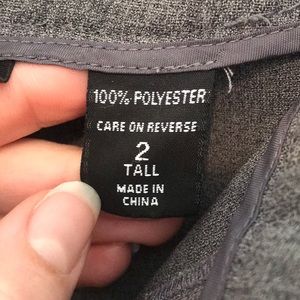 100% POLYESTER
CARE ON REVERSE
2
TALL
MADE IN
CHINA